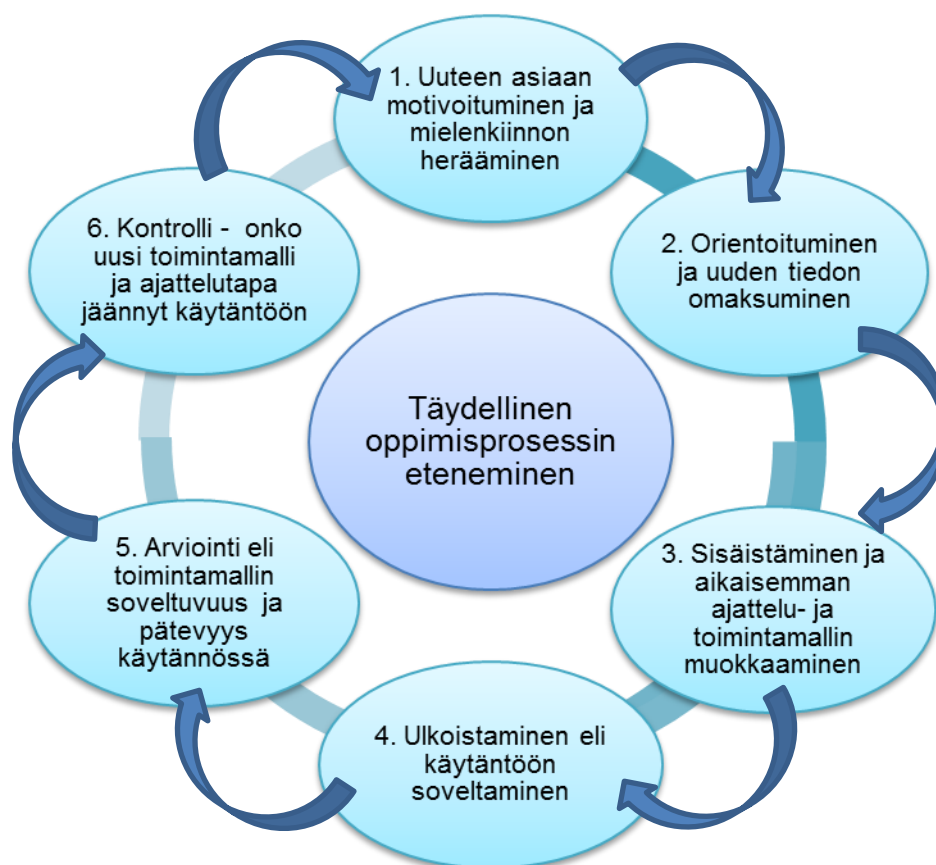 1. Uuteen asiaan
motivoituminen ja
mielenkiinnon
herääminen
2. Orientoituminen
ja uuden tiedon
omaksuminen
3. Sisäistäminen ja
aikaisemman
ajattelu- ja
toimintamallin
muokkaaminen
4. Ulkoistaminen eli
käytäntöön
soveltaminen
5. Arviointi eli
toimintamallin
soveltuvuus ja
pätevyys
käytännössä
6. Kontrolli - onko
uusi toimintamalli
ja ajattelutapa
jäännyt käytäntöön
Täydellinen
oppimisprosessin
eteneminen